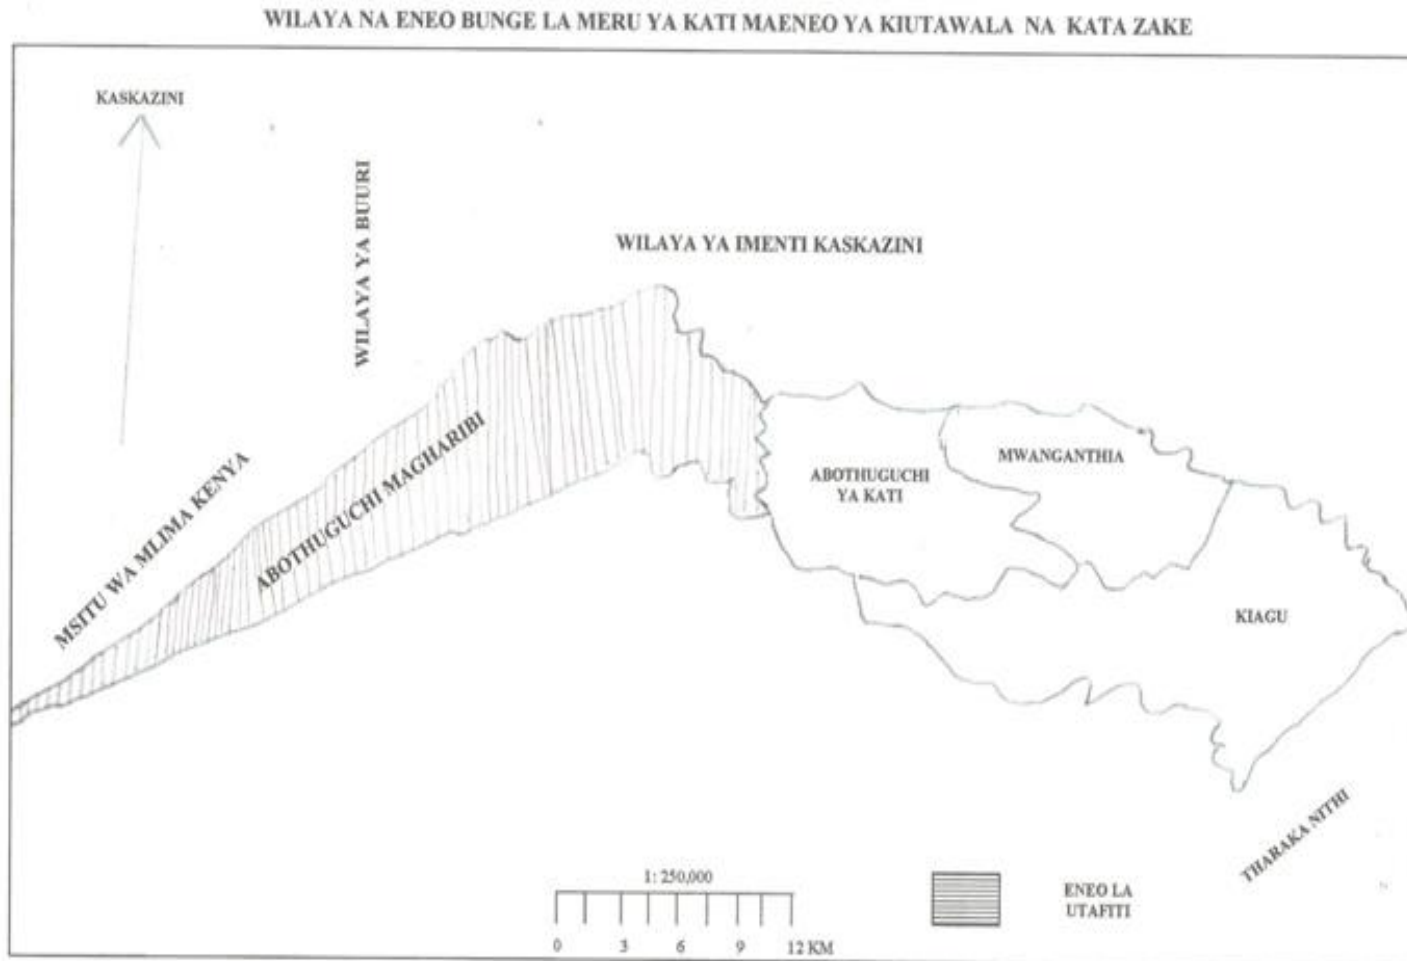 WILAYA NA ENEO BUNGE LA MERU YA KATI MAENEO YA KIUTAWALA NA KATA ZAKE
KASKAZINI
WILAYA YA BUURI
WILAYA YA IMENTI KASKAZINI
MSITU WA MLIMA KENYA
ABOTHUGUCHI MAGHARIBI
ABOTHUGUCHI
YA KATI
MWANGANTHIA
KIAGU
THARAKA NITHI
1: 250,000
0 3 6 9 12 KM
ENEO LA
UTAFITI